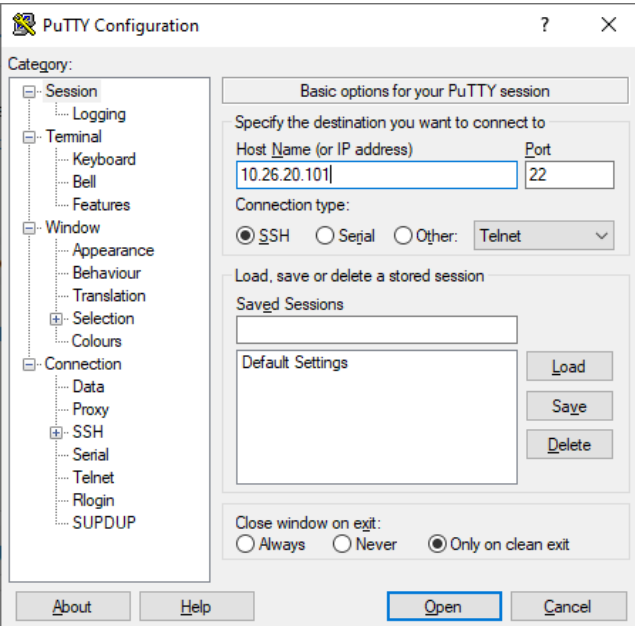 PuTTY Configuration ? ×
Category:
Session
Logging
Terminal
Keyboard
Bell
Features
Window
Appearance
Behaviour
Translation
Selection
Colours
Connection
Data
Proxy
SSH
Serial
Telnet
Rlogin
SUPDUP
Basic options for your PuTTY session
Specify the destination you want to connect to
Host Name (or IP address) Port
10.26.20.101 22
Connection type:
SSH Serial Other: Telnet
Load, save or delete a stored session
Saved Sessions
Default Settings
Load
Save
Delete
Close window on exit:
Always Never Only on clean exit
About Help Open Cancel